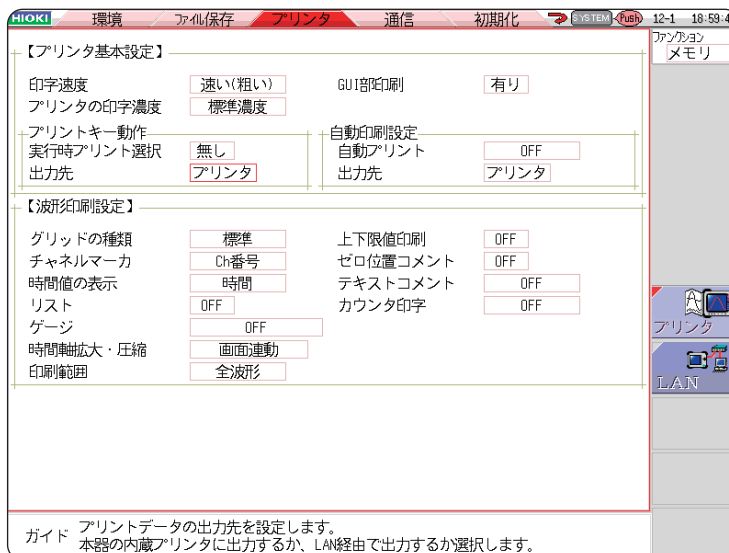 HIOKI 環境 ファイル保存 プリンタ 通信 初期化 SYSTEM Push 12-1 18:59:4
ファンクション
メモリ
【プリンタ基本設定】
印字速度 速い(粗い) GUI部印刷 有り
プリンタの印字濃度 標準濃度
プリントキー動作 自動印刷設定
実行時プリント選択 無し 自動プリント OFF
出力先 プリンタ 出力先 プリンタ
【波形印刷設定】
グリッドの種類 標準 上下限値印刷 OFF
チャネルマーカ Ch番号 ゼロ位置コメント OFF
時間値の表示 時間 テキストコメント OFF
リスト OFF カウンタ印字 OFF
ゲージ OFF
時間軸拡大・圧縮 画面連動
印刷範囲 全波形
プリンタ
LAN
ガイド プリントデータの出力先を設定します。
本器の内蔵プリンタに出力するか、LAN経由で出力するか選択します。